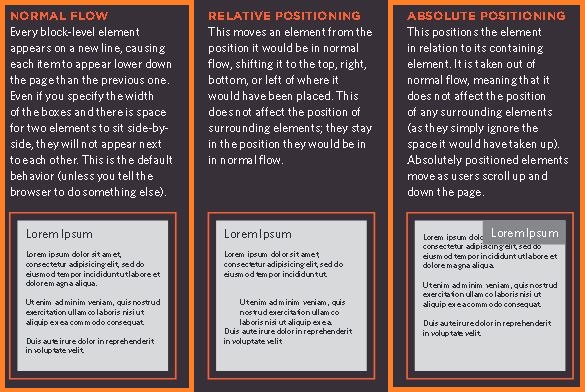 NORMAL FLOW
Every block-level element
appears on a new line, causing
each item to appear lower down
the page than the previous one.
Even if you specify the width
of the boxes and there is space
for two elements to sit side-by-
side, they will not appear next
to each other. This is the default
behavior (unless you tell the
browser to do something else).
Lorem Ipsum
Lorem ipsum dolor sit amet,
consectetur adipisicing elit, sed do
eiusmod tempor incididunt ut labore et
dolore magna aliqua.
Ut enim ad minim veniam, quis nostrud
exercitation ullamco laboris nisi ut
aliquip ex ea commodo consequat.
Duis aute irure dolor in reprehenderit
in voluptate velit.
RELATIVE POSITIONING
This moves an element from the
position it would be in normal
flow, shifting it to the top, right,
bottom, or left of where it
would have been placed. This
does not affect the position of
surrounding elements; they stay
in the position they would be in
in normal flow.
Lorem Ipsum
Lorem ipsum dolor sit amet,
consectetur adipisicing elit, sed do
eiusmod tempor incididunt ut.
Ut enim ad minim veniam, quis
nostrud exercitation ullamco
laboris nisi ut aliquip ex ea.
Duis aute irure dolor in reprehenderit
in voluptate velit.
ABSOLUTE POSITIONING
This positions the element
in relation to its containing
element. It is taken out of
normal flow, meaning that it
does not affect the position
of any surrounding elements
(as they simply ignore the
space it would have taken up).
Absolutely positioned elements
move as users scroll up and
down the page.
Lorem Ipsum
Lorem ipsum dolo
consectetur adipisicing elit, sed do
eiusmod tempor incididunt ut labore et
dolore magna aliqua.
Ut enim ad minim veniam, quis nostrud
exercitation ullamco laboris nisi ut
aliquip ex ea commodo consequat.
Duis aute irure dolor in reprehenderit
in voluptate velit.